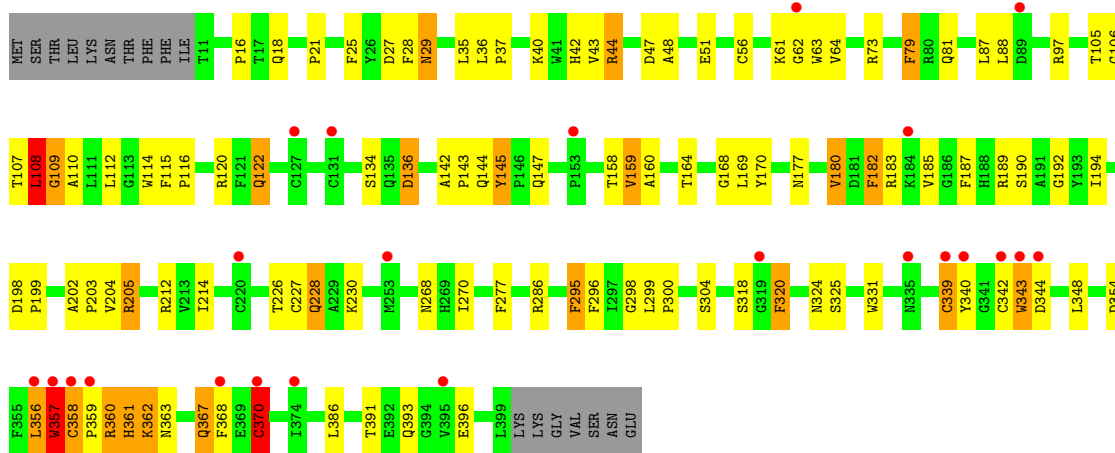 MET SER THR LEU LYS ASN THR PHE PHE ILE T11 P16 T17 Q18 P21 F25 Y26 D27 F28 N29 L35 L36 P37 K40 W41 H42 V43 R44 D47 A48 E51 C56 K61 G62 W63 V64 R73 F79 R80 Q81 L87 L88 D89 R97 T105 G106
T107 L108 G109 A110 L111 L112 G113 W114 F115 P116 R120 F121 Q122 C127 C131 S134 Q135 D136 A142 P143 Q144 Y145 P146 Q147 P153 T158 V159 A160 T164 G168 L169 Y170 N177 V180 D181 F182 R183 K184 V185 G186 F187 H188 R189 S190 A191 G192 Y193 I194
D198 P199 A202 P203 V204 R205 R212 V213 I214 C220 T226 C227 Q228 A229 K230 M253 N268 H269 I270 F277 R286 F295 F296 I297 G298 L299 P300 S304 S318 G319 F320 N324 S325 W331 N335 C339 Y340 G341 C342 W343 D344 L348
F355 L356 W357 C358 P359 R360 H361 K362 N363 Q367 F368 E369 C370 I374 L386 T391 E392 Q393 G394 V395 E396 L399 LYS LYS GLY VAL SER ASN GLU